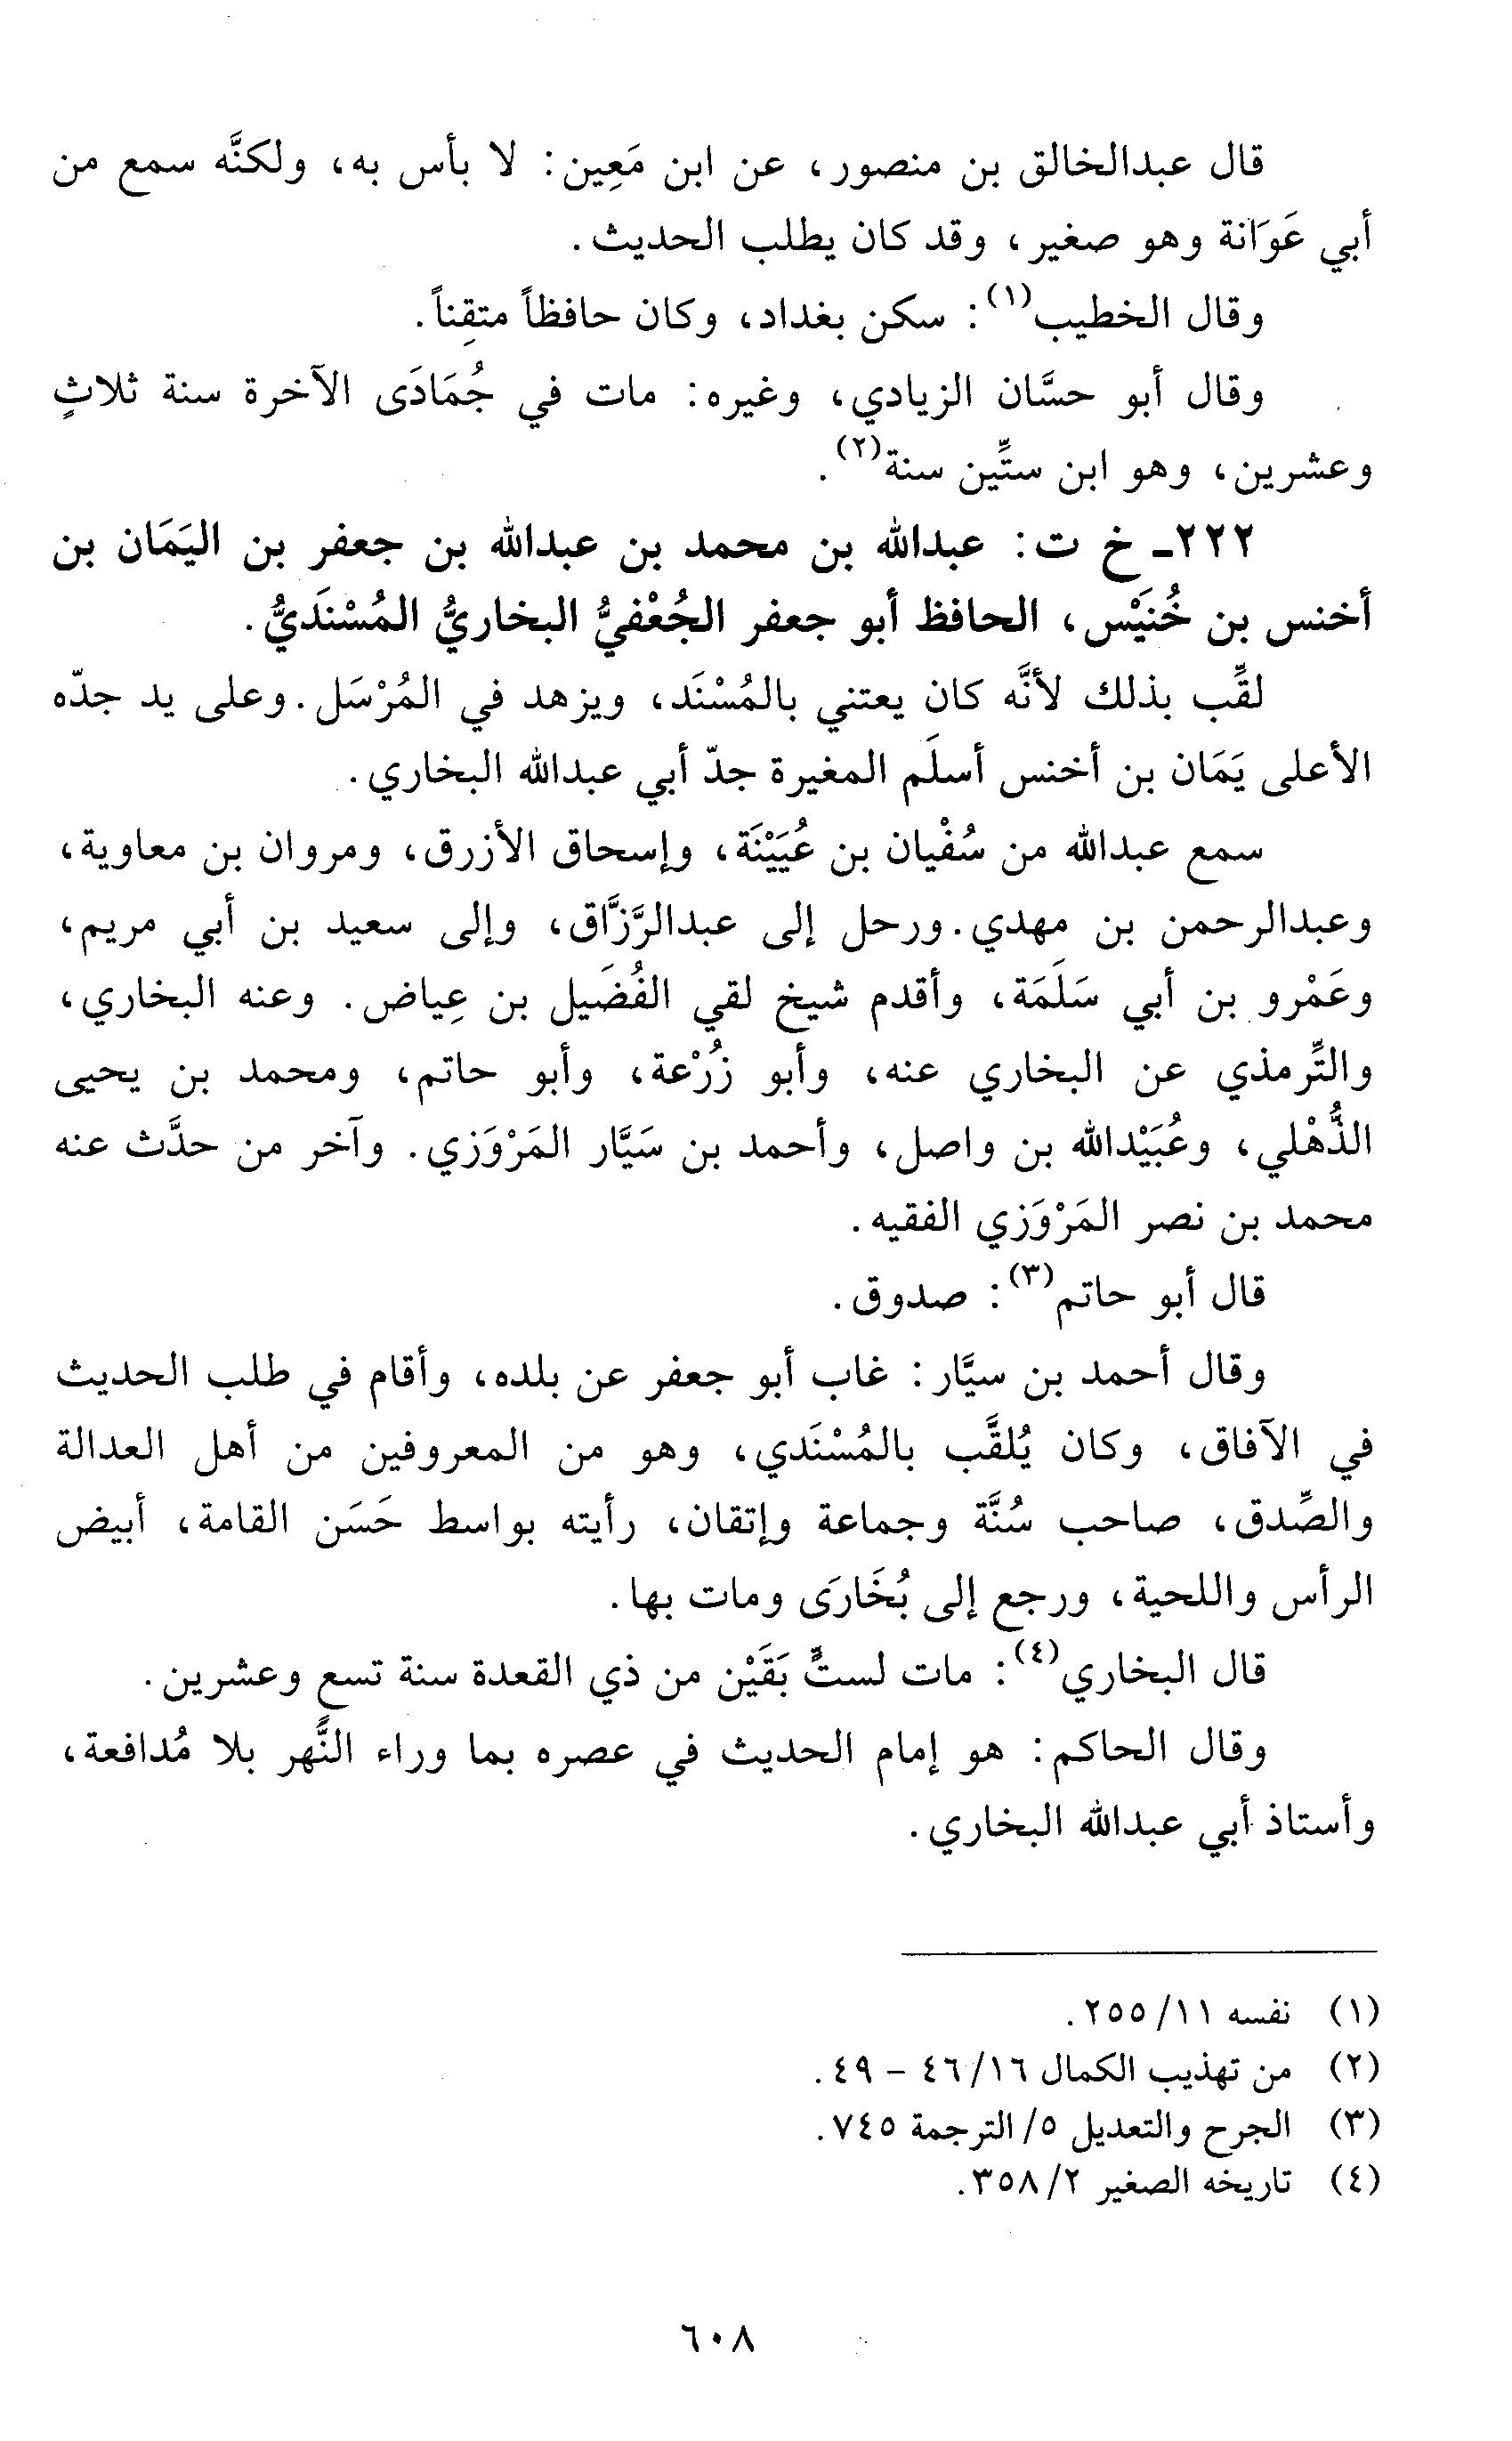 قال عبدالخالق بن منصور، عن ابن مَعِين: لا بأس به، ولكنَّه سمع من
أبي عَوَانة وهو صغير، وقد كان يطلب الحديث.
وقال الخطيب(١): سكن بغداد، وكان حافظاً متقِناً.
وقال أبو حسَّان الزيادي، وغيره: مات في جُمَادَى الآخرة سنة ثلاثٍ
وعشرين، وهو ابن ستِّين سنة(٢).
٢٢٢ـ خ ت: عبدالله بن محمد بن عبدالله بن جعفر بن اليَمَان بن
أخنس بن خُنَيْس، الحافظ أبو جعفر الجُعْفيُّ البخاريُّ المُسْنَديُّ.
لقِّب بذلك لأنَّه كان يعتني بالمُسْنَد، ويزهد في المُرْسَل. وعلى يد جدّه
الأعلى يَمَان بن أخنس أسلَم المغيرة جدّ أبي عبدالله البخاري.
سمع عبدالله من سُفْيان بن عُيَيْنَة، وإسحاق الأزرق، ومروان بن معاوية،
وعبدالرحمن بن مهدي. ورحل إلى عبدالرَّزَّاق، وإلى سعيد بن أبي مريم،
وعَمْرو بن أبي سَلَمَة، وأقدم شيخ لقي الفُضَيل بن عِياض. وعنه البخاري،
والتِّرمذي عن البخاري عنه، وأبو زُرْعة، وأبو حاتم، ومحمد بن يحيى
الذُّهْلي، وعُبَيْدالله بن واصل، وأحمد بن سَيَّار المَرْوَزي. وآخر من حدَّث عنه
محمد بن نصر المَرْوَزي الفقيه.
قال أبو حاتم(٣): صدوق.
وقال أحمد بن سيَّار: غاب أبو جعفر عن بلده، وأقام في طلب الحديث
في الآفاق، وكان يُلقَّب بالمُسْنَدي، وهو من المعروفين من أهل العدالة
والصِّدق، صاحب سُنَّة وجماعة وإتقان، رأيته بواسط حَسَن القامة، أبيض
الرأس واللحية، ورجع إلى بُخَارَى ومات بها.
قال البخاري(٤): مات لستٍّ بَقَيْن من ذي القعدة سنة تسع وعشرين.
وقال الحاكم: هو إمام الحديث في عصره بما وراء النَّهر بلا مُدافعة،
وأستاذ أبي عبدالله البخاري.
(١) نفسه ١١/ ٢٥٥.
(٢) من تهذيب الكمال ١٦/ ٤٦ - ٤٩.
(٣) الجرح والتعديل ٥/ الترجمة ٧٤٥.
(٤) تاريخه الصغير ٢/ ٣٥٨.
٦٠٨